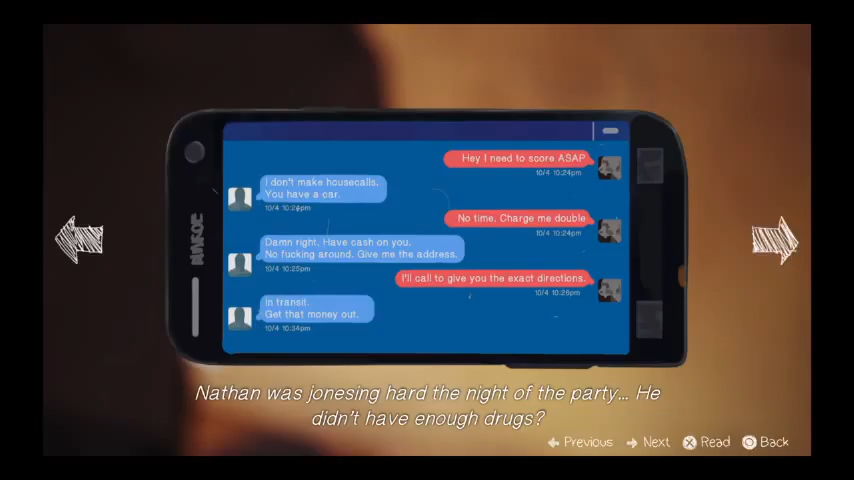 Hey I need to score ASAP
10/4 10:24pm
I don't make housecalls.
You have a car.
10/4 10:24pm
No time. Charge me double
10/4 10:24pm
Damn right. Have cash on you.
No fucking around. Give me the address.
10/4 10:25pm
I'll call to give you the exact directions.
10/4 10:26pm
In transit.
Get that money out.
10/4 10:34pm
Nathan was jonesing hard the night of the party... He
didn't have enough drugs?
Previous
Next
Read
Back